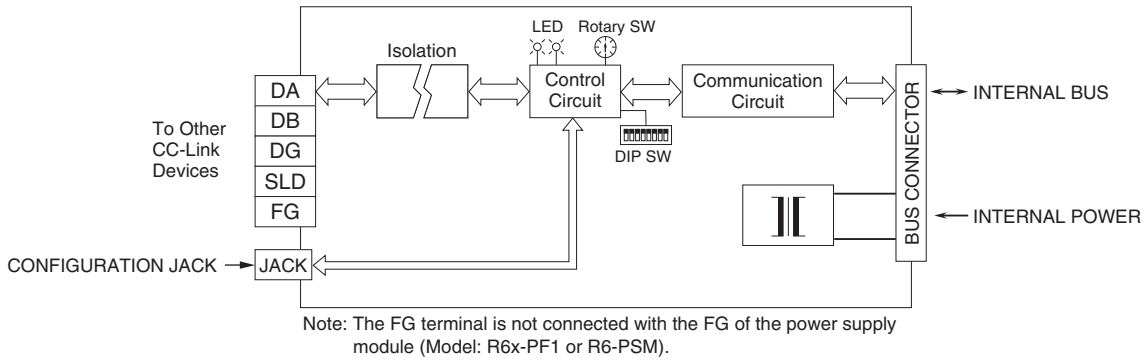 LED
Rotary SW
Isolation
Control
Circuit
Communication
Circuit
DIP SW
To Other
CC-Link
Devices
DA
DB
DG
SLD
FG
BUS CONNECTOR
INTERNAL BUS
INTERNAL POWER
CONFIGURATION JACK
JACK
Note: The FG terminal is not connected with the FG of the power supply
module (Model: R6x-PF1 or R6-PSM).